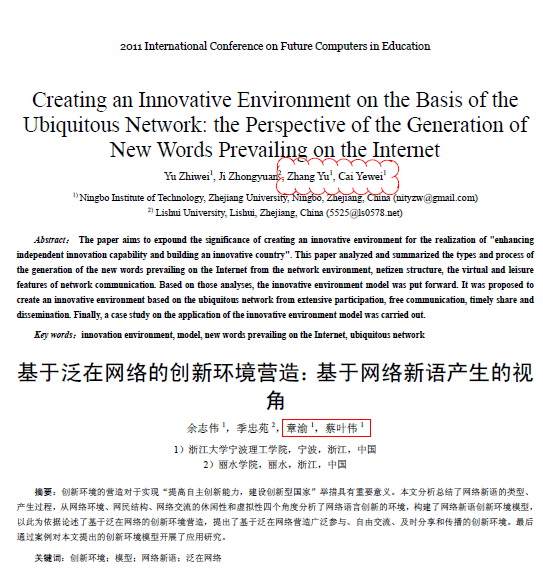 2011 International Conference on Future Computers in Education
Creating an Innovative Environment on the Basis of the
Ubiquitous Network: the Perspective of the Generation of
New Words Prevailing on the Internet
Yu Zhiwei¹, Ji Zhongyuan², Zhang Yu¹, Cai Yewei¹
¹⁾ Ningbo Institute of Technology, Zhejiang University, Ningbo, Zhejiang, China (nityzw@gmail.com)
²⁾ Lishui University, Lishui, Zhejiang, China (5525@ls0578.net)
Abstract: The paper aims to expound the significance of creating an innovative environment for the realization of "enhancing
independent innovation capability and building an innovative country". This paper analyzed and summarized the types and process
of the generation of the new words prevailing on the Internet from the network environment, netizen structure, the virtual and leisure
features of network communication. Based on those analyses, the innovative environment model was put forward. It was proposed to
create an innovative environment based on the ubiquitous network from extensive participation, free communication, timely share and
dissemination. Finally, a case study on the application of the innovative environment model was carried out.
Key words: innovation environment, model, new words prevailing on the Internet, ubiquitous network
基于泛在网络的创新环境营造：基于网络新语产生的视
角
余志伟¹，季忠苑²，章渝¹，蔡叶伟¹
1）浙江大学宁波理工学院，宁波，浙江，中国
2）丽水学院，丽水，浙江，中国
摘要：创新环境的营造对于实现“提高自主创新能力，建设创新型国家”举措具有重要意义。本文分析总结了网络新语的类型、
产生过程，从网络环境、网民结构、网络交流的休闲性和虚拟性四个角度分析了网络语言创新的环境，构建了网络新语创新环境模型，
以此为依据论述了基于泛在网络的创新环境营造，提出了基于泛在网络营造广泛参与、自由交流、及时分享和传播的创新环境。最后
通过案例对本文提出的创新环境模型开展了应用研究。
关键词：创新环境；模型；网络新语；泛在网络